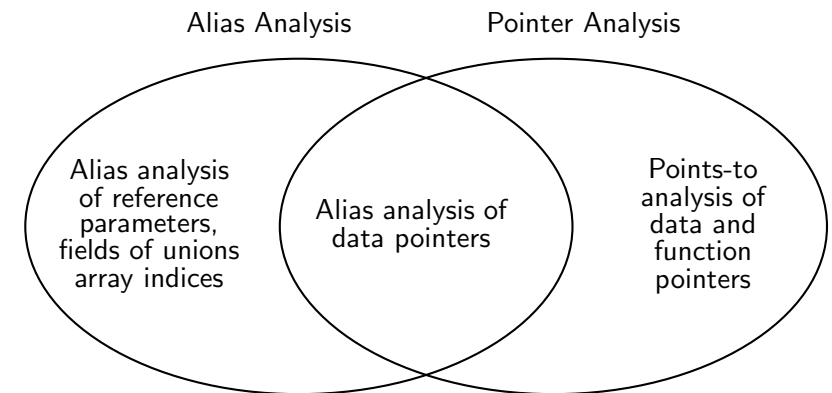 Alias Analysis
Pointer Analysis
Alias analysis
of reference
parameters,
fields of unions
array indices
Alias analysis of
data pointers
Points-to
analysis of
data and
function
pointers